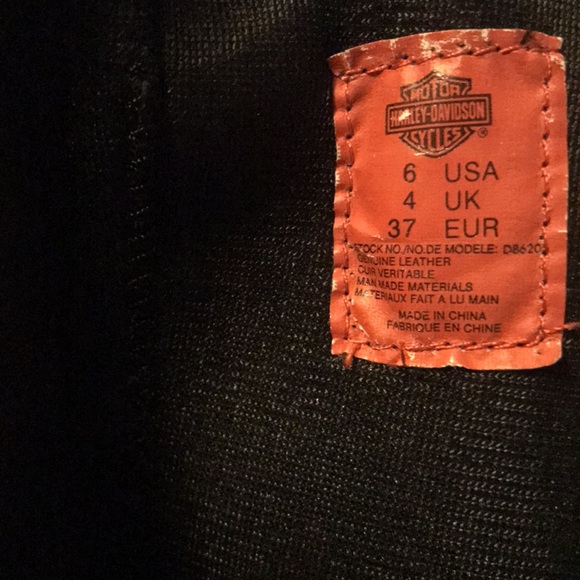 MOTOR
HARLEY-DAVIDSON
CYCLES®
6 USA
4 UK
37 EUR
STOCK NO./NO.DE MODELE:
GENUINE LEATHER
CUIR VERITABLE
MAN MADE MATERIALS
MATERIAUX FAIT A LU MAIN
MADE IN CHINA
FABRIQUE EN CHINE